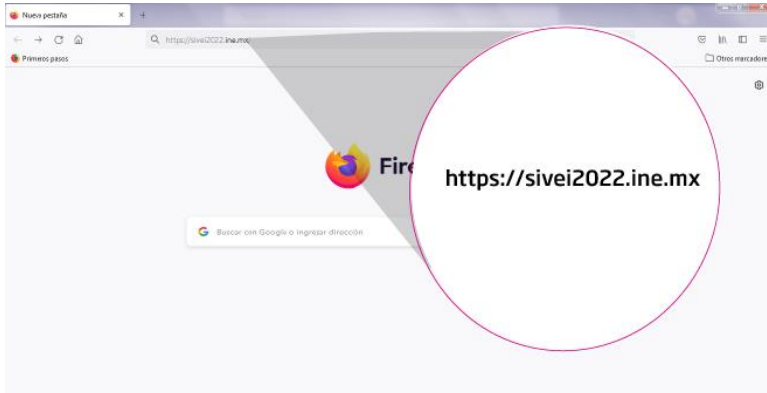 Nueva pestaña
https://sivei2022.ine.mx
Primeros pasos
Otros marcadore
Fire
https://sivei2022.ine.mx
Buscar con Google o ingresar dirección